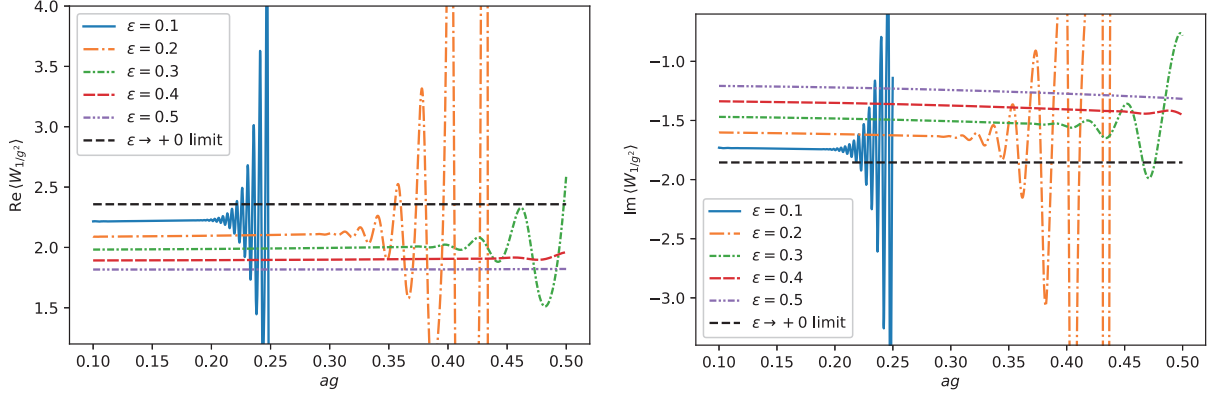 4.0
3.5
3.0
2.5
2.0
1.5
Re ⟨W_{1/g²}⟩
ε = 0.1
ε = 0.2
ε = 0.3
ε = 0.4
ε = 0.5
ε → +0 limit
0.10 0.15 0.20 0.25 0.30 0.35 0.40 0.45 0.50
ag
−1.0
−1.5
−2.0
−2.5
−3.0
Im ⟨W_{1/g²}⟩
ε = 0.1
ε = 0.2
ε = 0.3
ε = 0.4
ε = 0.5
ε → +0 limit
0.10 0.15 0.20 0.25 0.30 0.35 0.40 0.45 0.50
ag